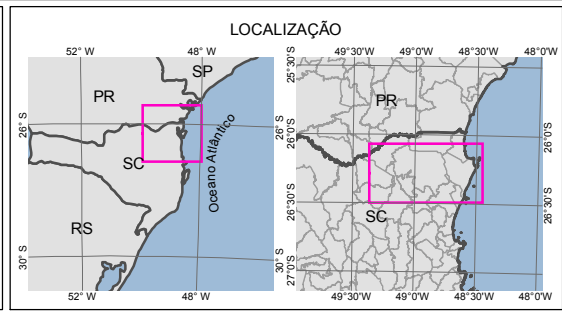 LOCALIZAÇÃO
52° W
48° W
SP
PR
26° S
26° S
SC
Oceano Atlântico
RS
30° S
30° S
52° W
48° W
49°30'S
49°0'S
48°30'S
48°0'W
25°30'S
PR
26°0'S
26°0'S
26°30'S
26°30'S
SC
27°0'S
27°0'S
49°30'S
49°0'S
48°30'S
48°0'W